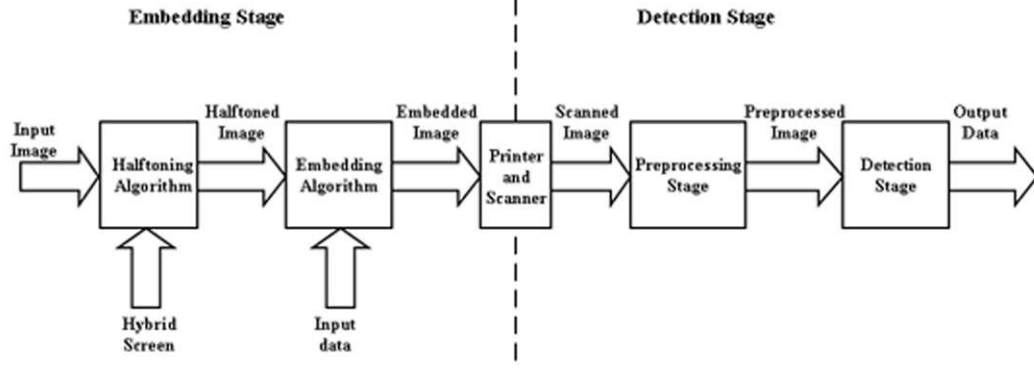 Embedding Stage
Detection Stage
Input
Image
Halftoning
Algorithm
Hybrid
Screen
Halftoned
Image
Embedding
Algorithm
Input
data
Embedded
Image
Printer
and
Scanner
Scanned
Image
Preprocessing
Stage
Preprocessed
Image
Detection
Stage
Output
Data